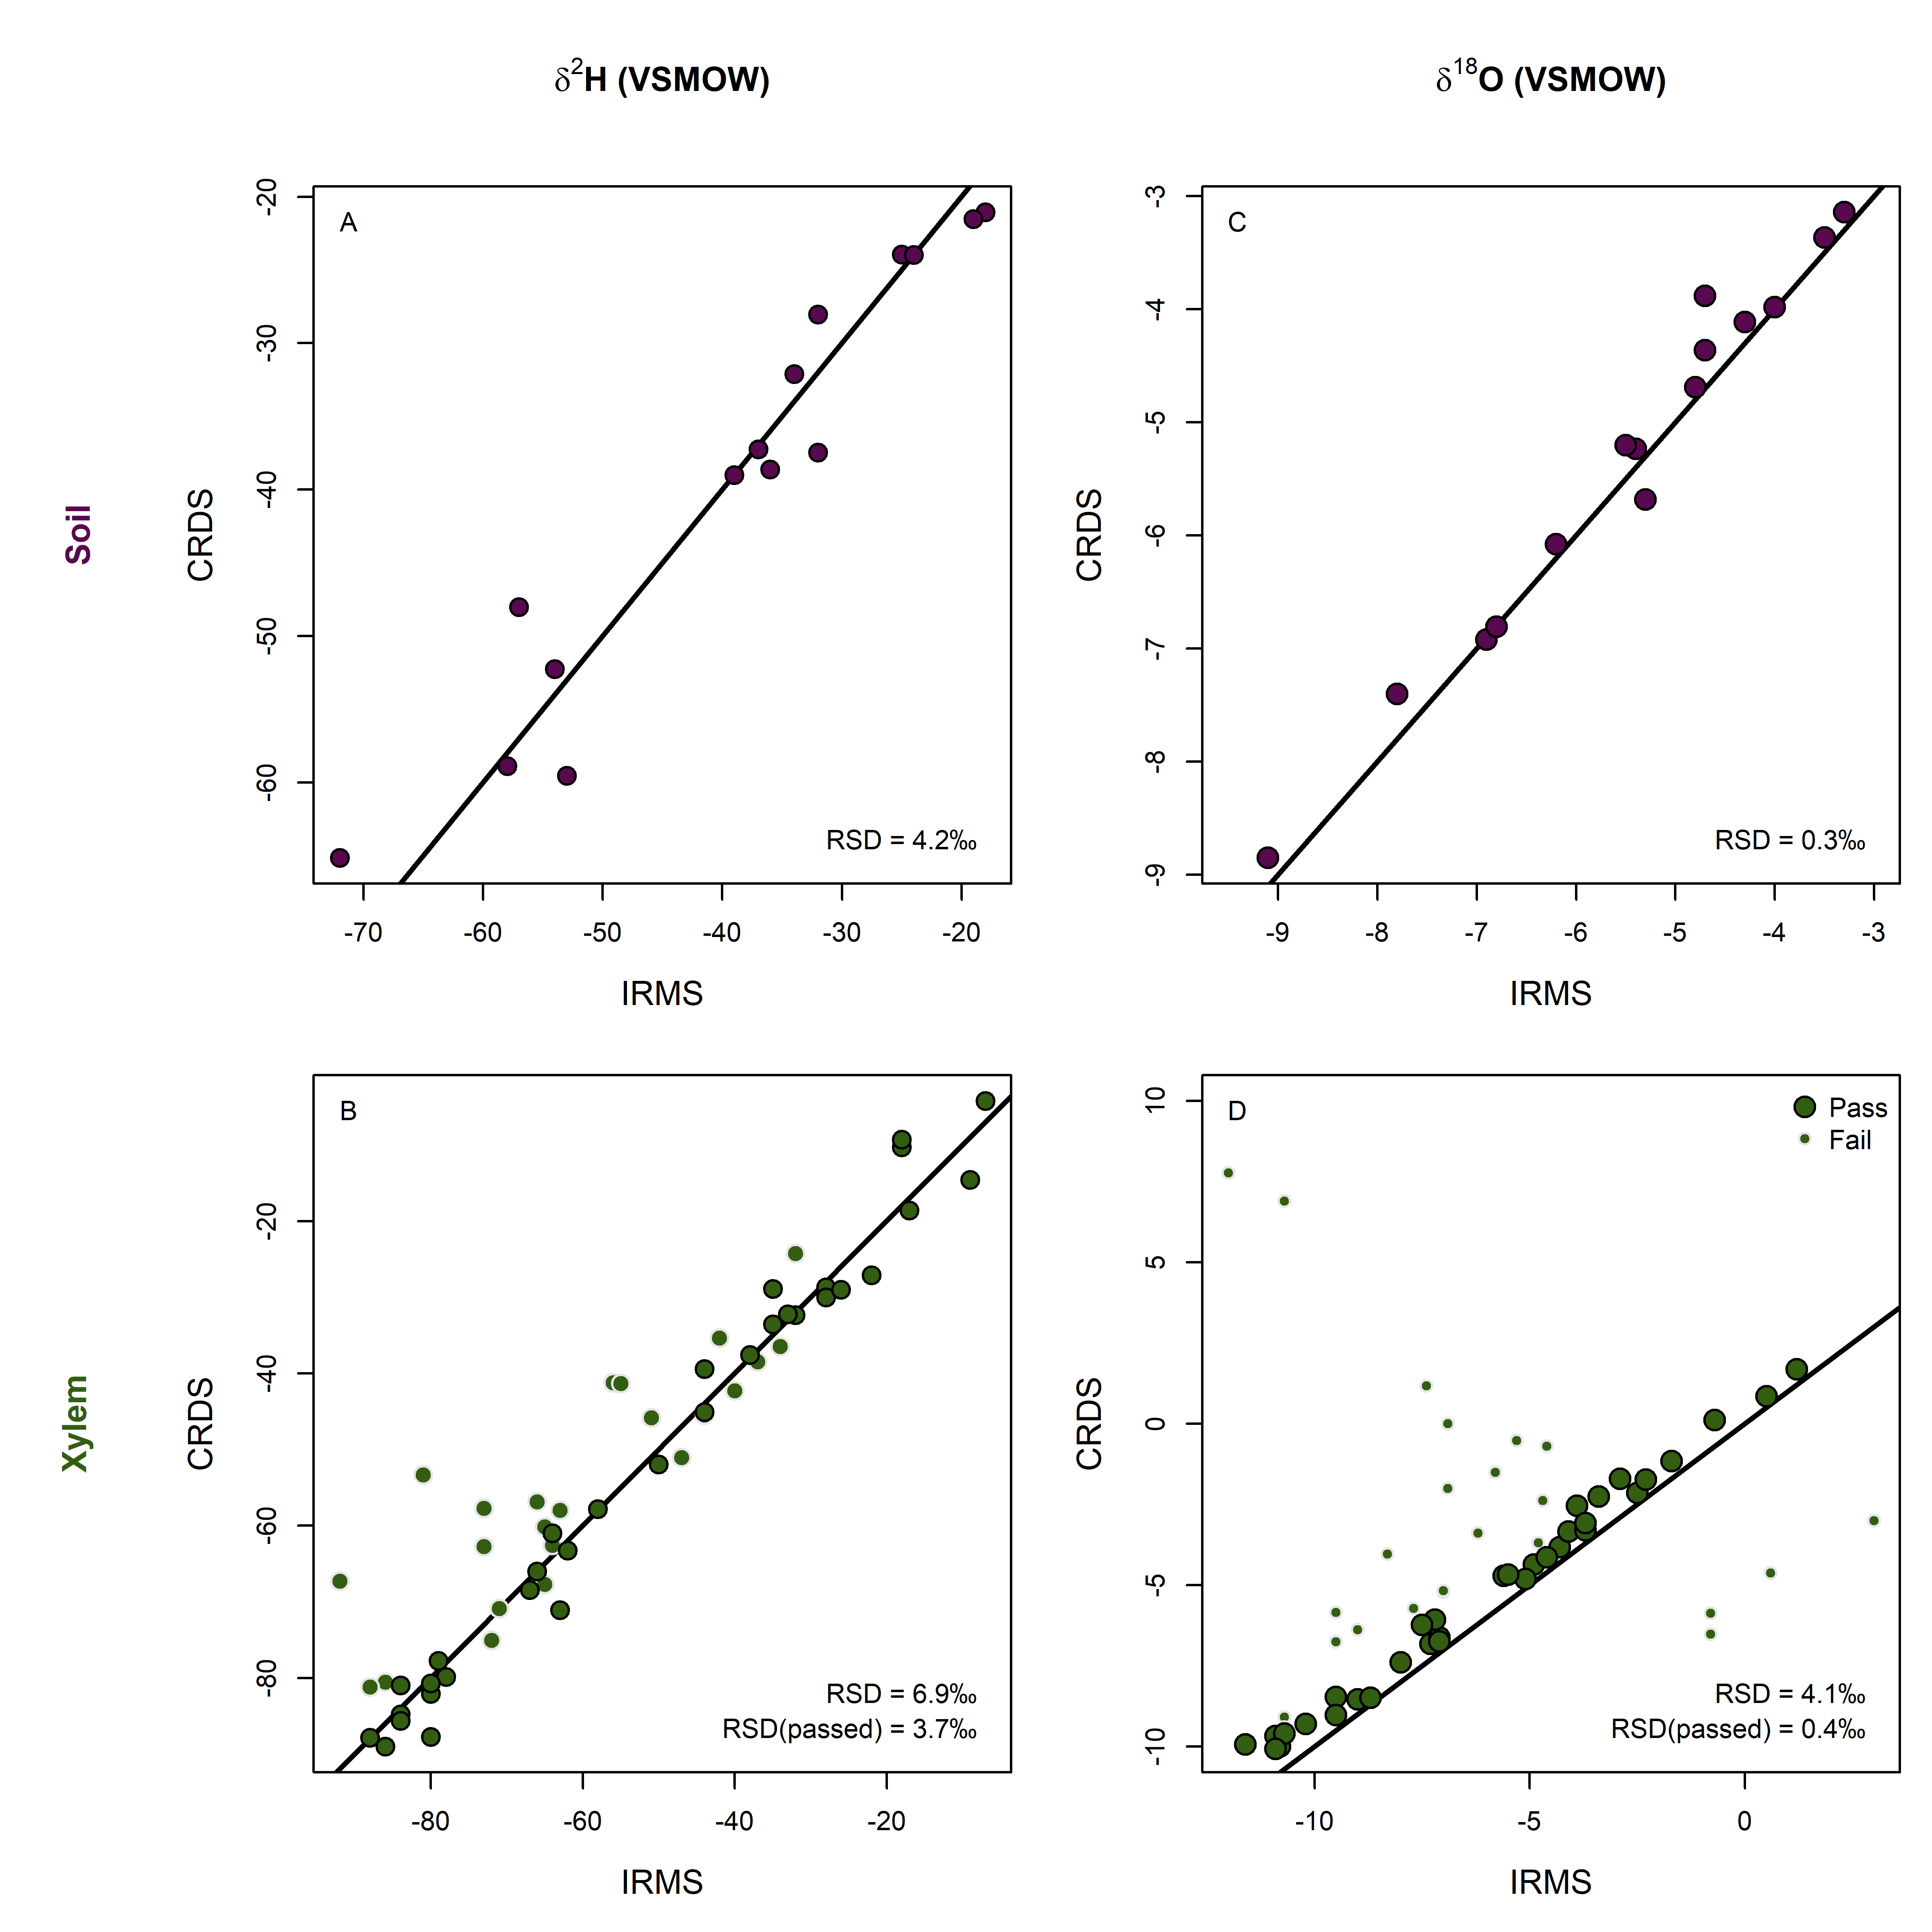 δ2H (VSMOW)
δ18O (VSMOW)
Soil
A
CRDS
-20
-30
-40
-50
-60
RSD = 4.2‰
-70 -60 -50 -40 -30 -20
IRMS
C
CRDS
-3
-4
-5
-6
-7
-8
-9
RSD = 0.3‰
-9 -8 -7 -6 -5 -4 -3
IRMS
Xylem
B
CRDS
-20
-40
-60
-80
RSD = 6.9‰
RSD(passed) = 3.7‰
-80 -60 -40 -20
IRMS
D
Pass
Fail
CRDS
10
5
0
-5
-10
RSD = 4.1‰
RSD(passed) = 0.4‰
-10 -5 0
IRMS